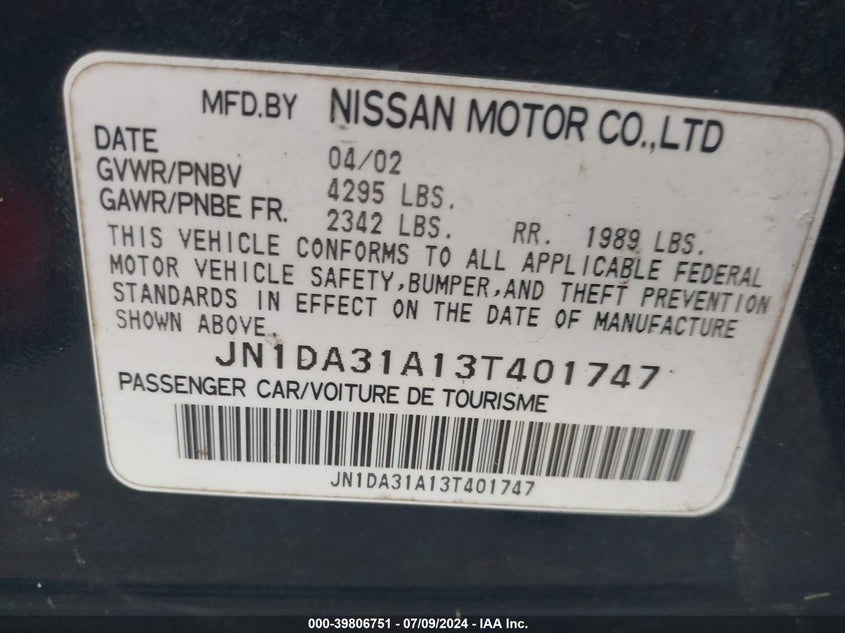 MFD.BY NISSAN MOTOR CO.,LTD
DATE 04/02
GVWR/PNBV 4295 LBS.
GAWR/PNBE FR. 2342 LBS. RR. 1989 LBS.
THIS VEHICLE CONFORMS TO ALL APPLICABLE FEDERAL
MOTOR VEHICLE SAFETY,BUMPER,AND THEFT PREVENTION
STANDARDS IN EFFECT ON THE DATE OF MANUFACTURE
SHOWN ABOVE.
JN1DA31A13T401747
PASSENGER CAR/VOITURE DE TOURISME
JN1DA31A13T401747
000-39806751 - 07/09/2024 - IAA Inc.